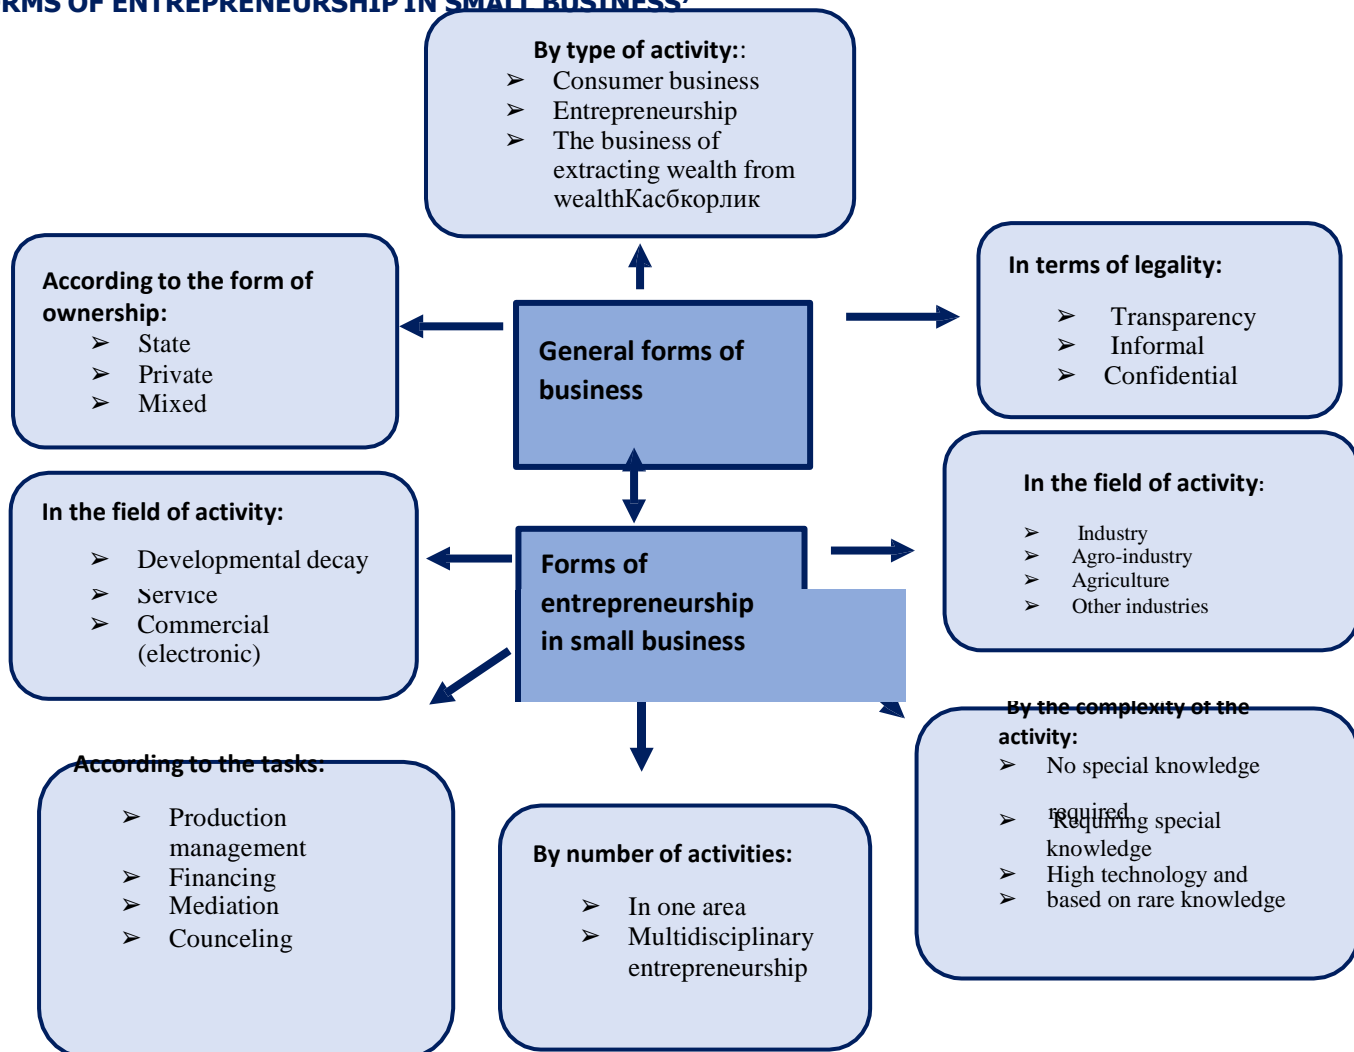 RMS OF ENTREPRENEURSHIP IN SMALL BUSINESS’
By type of activity::
➢ Consumer business
➢ Entrepreneurship
➢ The business of
extracting wealth from
wealthКасбкорлик
According to the form of
ownership:
➢ State
➢ Private
➢ Mixed
General forms of
business
In terms of legality:
➢ Transparency
➢ Informal
➢ Confidential
In the field of activity:
➢ Developmental decay
➢ Service
➢ Commercial
(electronic)
Forms of
entrepreneurship
in small business
In the field of activity:
➢ Industry
➢ Agro-industry
➢ Agriculture
➢ Other industries
According to the tasks:
➢ Production
management
➢ Financing
➢ Mediation
➢ Counceling
By number of activities:
➢ In one area
➢ Multidisciplinary
entrepreneurship
By the complexity of the
activity:
➢ No special knowledge
required
➢ Requiring special
knowledge
➢ High technology and
➢ based on rare knowledge